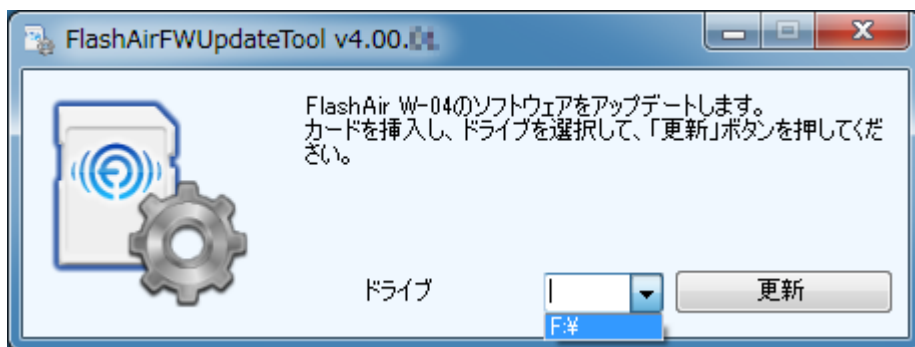 FlashAirFWUpdateTool v4.00.
FlashAir W-04のソフトウェアをアップデートします。
カードを挿入し、ドライブを選択して、「更新」ボタンを押してくだ
さい。
ドライブ
更新
F:¥